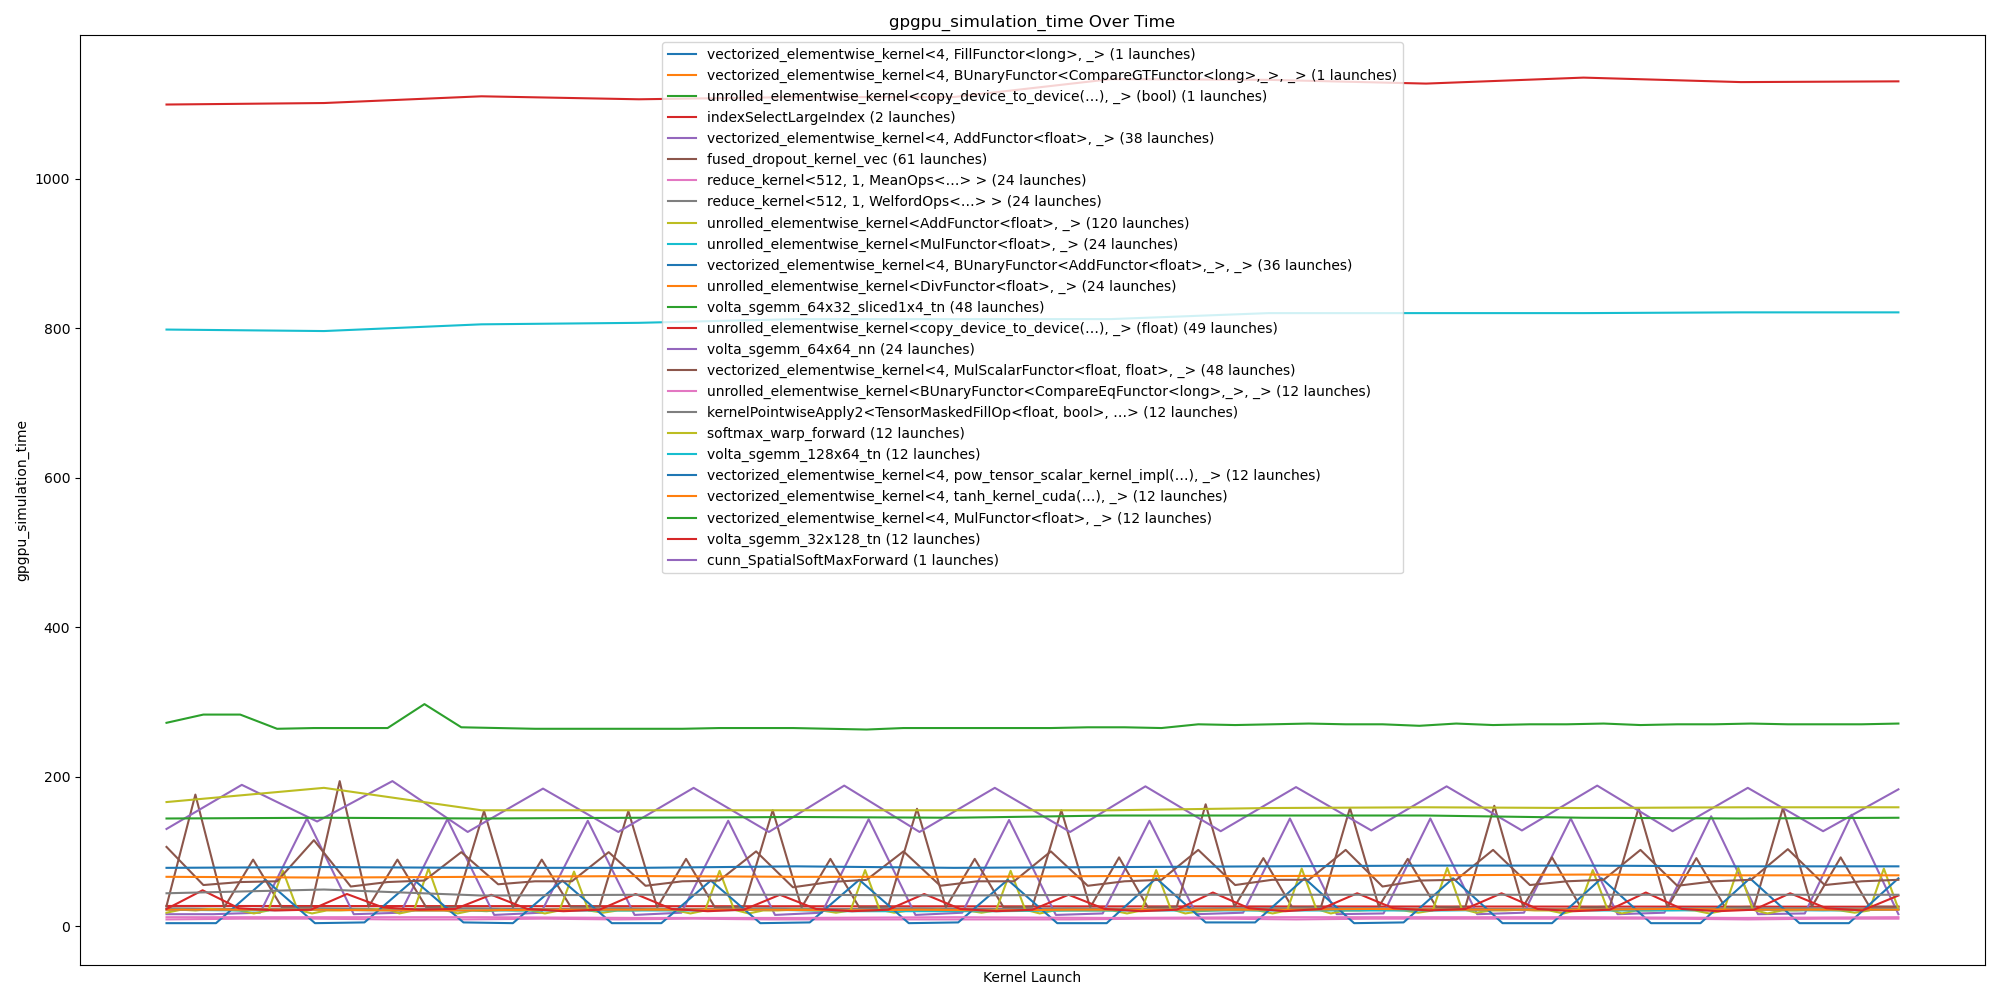 gpgpu_simulation_time Over Time
vectorized_elementwise_kernel<4, FillFunctor<long>, _> (1 launches)
vectorized_elementwise_kernel<4, BUnaryFunctor<CompareGTFunctor<long>,_>, _> (1 launches)
unrolled_elementwise_kernel<copy_device_to_device(...), _> (bool) (1 launches)
indexSelectLargeIndex (2 launches)
vectorized_elementwise_kernel<4, AddFunctor<float>, _> (38 launches)
fused_dropout_kernel_vec (61 launches)
reduce_kernel<512, 1, MeanOps<...> > (24 launches)
reduce_kernel<512, 1, WelfordOps<...> > (24 launches)
unrolled_elementwise_kernel<AddFunctor<float>, _> (120 launches)
unrolled_elementwise_kernel<MulFunctor<float>, _> (24 launches)
vectorized_elementwise_kernel<4, BUnaryFunctor<AddFunctor<float>,_>, _> (36 launches)
unrolled_elementwise_kernel<DivFunctor<float>, _> (24 launches)
volta_sgemm_64x32_sliced1x4_tn (48 launches)
unrolled_elementwise_kernel<copy_device_to_device(...), _> (float) (49 launches)
volta_sgemm_64x64_nn (24 launches)
vectorized_elementwise_kernel<4, MulScalarFunctor<float, float>, _> (48 launches)
unrolled_elementwise_kernel<BUnaryFunctor<CompareEqFunctor<long>,_>, _> (12 launches)
kernelPointwiseApply2<TensorMaskedFillOp<float, bool>, ...> (12 launches)
softmax_warp_forward (12 launches)
volta_sgemm_128x64_tn (12 launches)
vectorized_elementwise_kernel<4, pow_tensor_scalar_kernel_impl(...), _> (12 launches)
vectorized_elementwise_kernel<4, tanh_kernel_cuda(...), _> (12 launches)
vectorized_elementwise_kernel<4, MulFunctor<float>, _> (12 launches)
volta_sgemm_32x128_tn (12 launches)
cunn_SpatialSoftMaxForward (1 launches)
1000
800
600
400
200
0
gpgpu_simulation_time
Kernel Launch